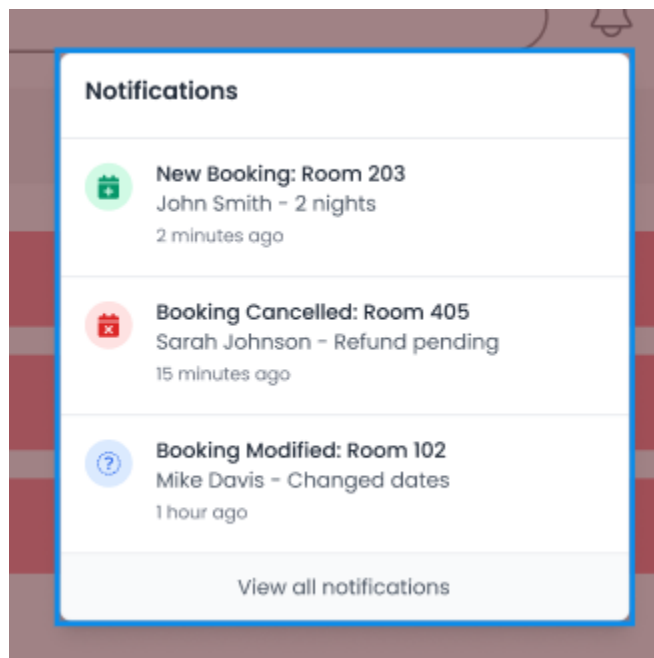 Notifications
New Booking: Room 203
John Smith - 2 nights
2 minutes ago
Booking Cancelled: Room 405
Sarah Johnson - Refund pending
15 minutes ago
Booking Modified: Room 102
Mike Davis - Changed dates
1 hour ago
View all notifications